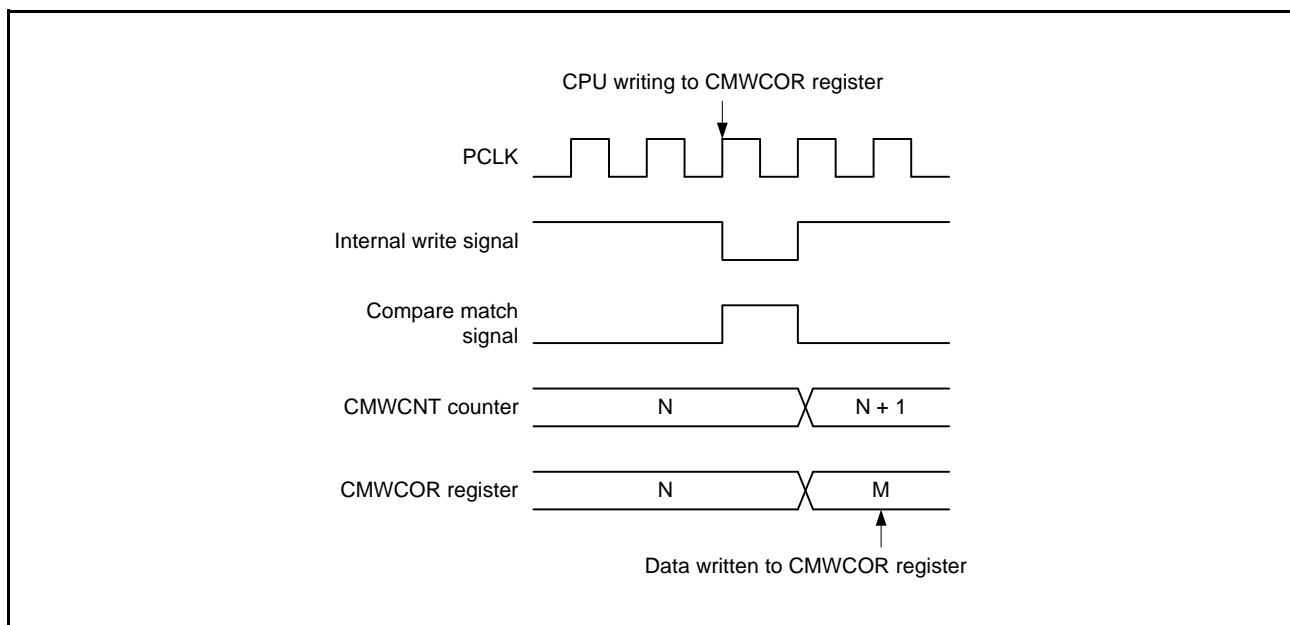 CPU writing to CMWCOR register
PCLK
Internal write signal
Compare match
signal
CMWCNT counter
N
N + 1
CMWCOR register
N
M
Data written to CMWCOR register